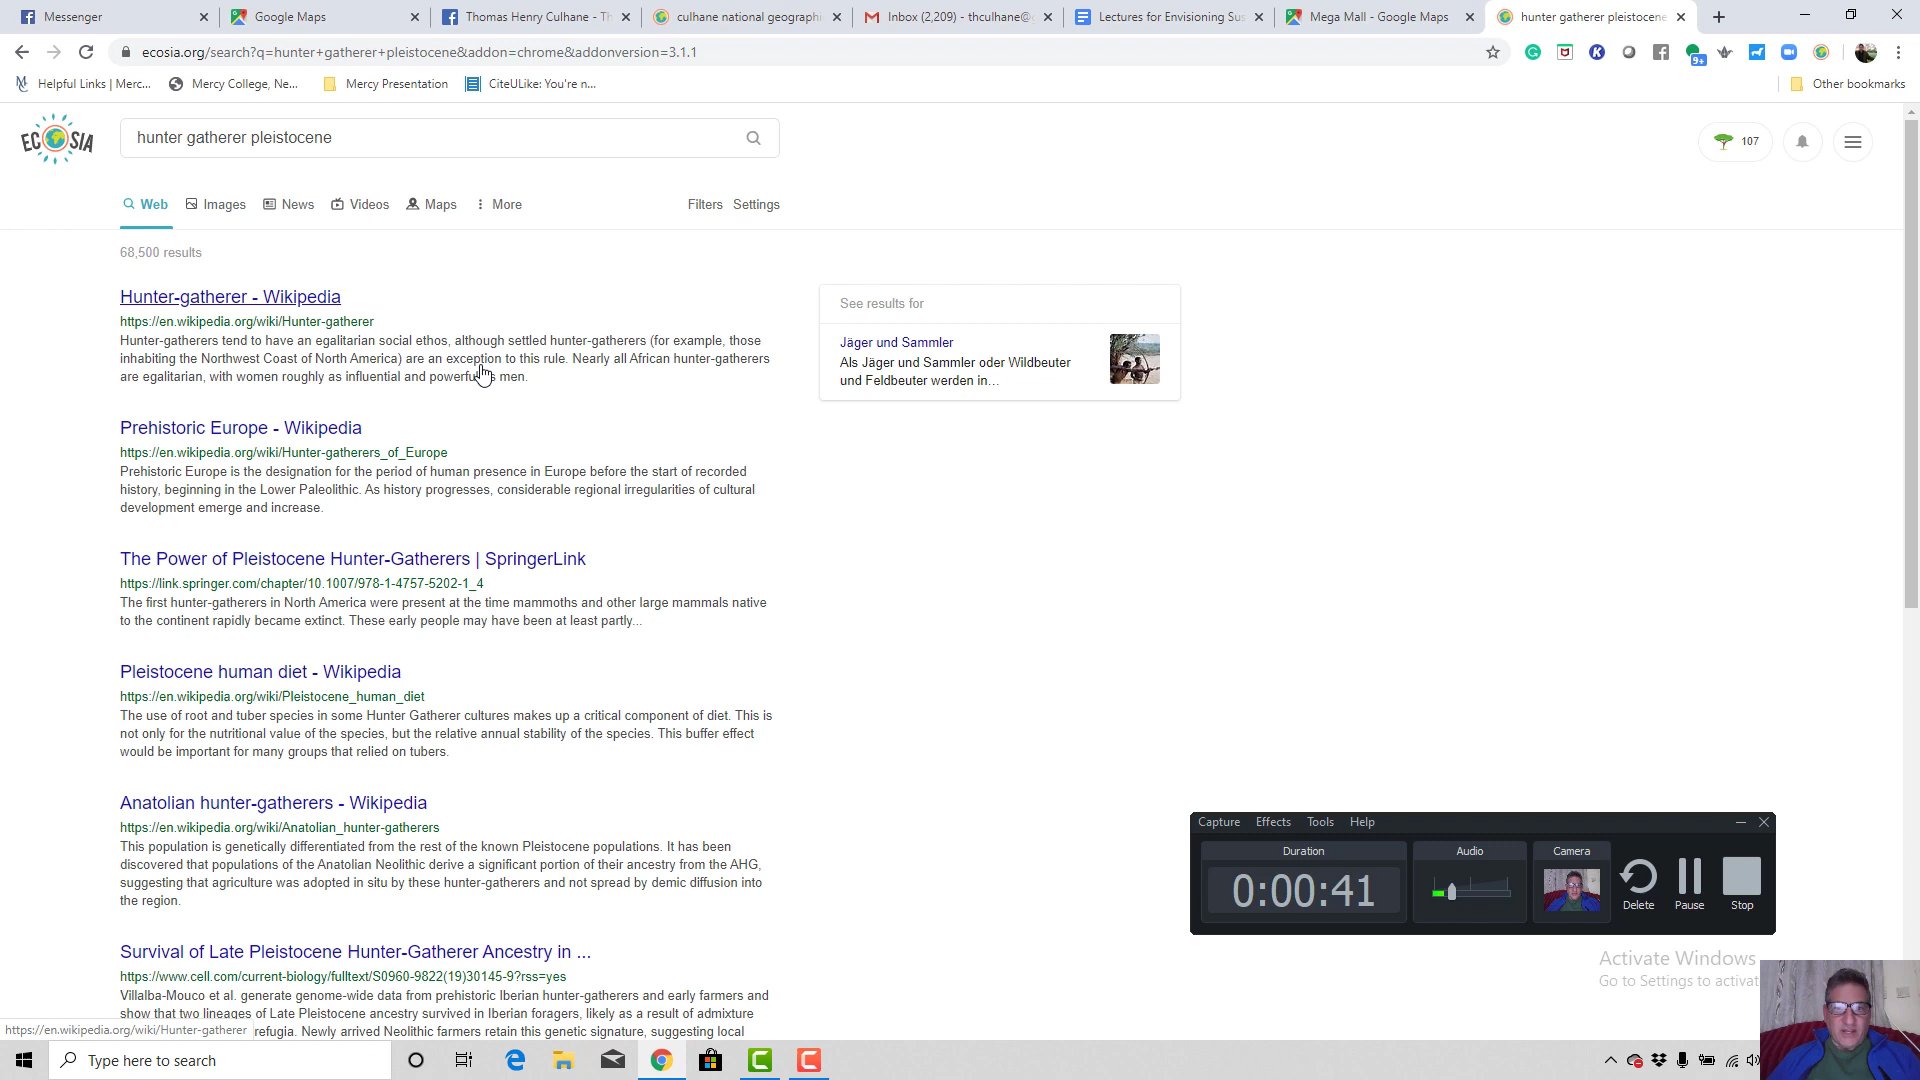 Messenger
Google Maps
Thomas Henry Culhane - Th
culhane national geographi
Inbox (2,209) - thculhane@
Lectures for Envisioning Sus
Mega Mall - Google Maps
hunter gatherer pleistocene
ecosia.org/search?q=hunter+gatherer+pleistocene&addon=chrome&addonversion=3.1.1
9+
Helpful Links | Merc...
Mercy College, Ne...
Mercy Presentation
CiteULike: You're n...
Other bookmarks
ECOSIA
hunter gatherer pleistocene
107
Web Images News Videos Maps More Filters Settings
68,500 results
Hunter-gatherer - Wikipedia
https://en.wikipedia.org/wiki/Hunter-gatherer
Hunter-gatherers tend to have an egalitarian social ethos, although settled hunter-gatherers (for example, those
inhabiting the Northwest Coast of North America) are an exception to this rule. Nearly all African hunter-gatherers
are egalitarian, with women roughly as influential and powerful as men.
See results for
Jäger und Sammler
Als Jäger und Sammler oder Wildbeuter
und Feldbeuter werden in...
Prehistoric Europe - Wikipedia
https://en.wikipedia.org/wiki/Hunter-gatherers_of_Europe
Prehistoric Europe is the designation for the period of human presence in Europe before the start of recorded
history, beginning in the Lower Paleolithic. As history progresses, considerable regional irregularities of cultural
development emerge and increase.
The Power of Pleistocene Hunter-Gatherers | SpringerLink
https://link.springer.com/chapter/10.1007/978-1-4757-5202-1_4
The first hunter-gatherers in North America were present at the time mammoths and other large mammals native
to the continent rapidly became extinct. These early people may have been at least partly...
Pleistocene human diet - Wikipedia
https://en.wikipedia.org/wiki/Pleistocene_human_diet
The use of root and tuber species in some Hunter Gatherer cultures makes up a critical component of diet. This is
not only for the nutritional value of the species, but the relative annual stability of the species. This buffer effect
would be important for many groups that relied on tubers.
Anatolian hunter-gatherers - Wikipedia
https://en.wikipedia.org/wiki/Anatolian_hunter-gatherers
This population is genetically differentiated from the rest of the known Pleistocene populations. It has been
discovered that populations of the Anatolian Neolithic derive a significant portion of their ancestry from the AHG,
suggesting that agriculture was adopted in situ by these hunter-gatherers and not spread by demic diffusion into
the region.
Survival of Late Pleistocene Hunter-Gatherer Ancestry in ...
https://www.cell.com/current-biology/fulltext/S0960-9822(19)30145-9?rss=yes
Villalba-Mouco et al. generate genome-wide data from prehistoric Iberian hunter-gatherers and early farmers and
show that two lineages of Late Pleistocene ancestry survived in Iberian foragers, likely as a result of admixture
refugia. Newly arrived Neolithic farmers retain this genetic signature, suggesting local
https://en.wikipedia.org/wiki/Hunter-gatherer
Capture Effects Tools Help
Duration Audio Camera
0:00:41
Delete Pause Stop
Activate Windows
Go to Settings to activat
Type here to search